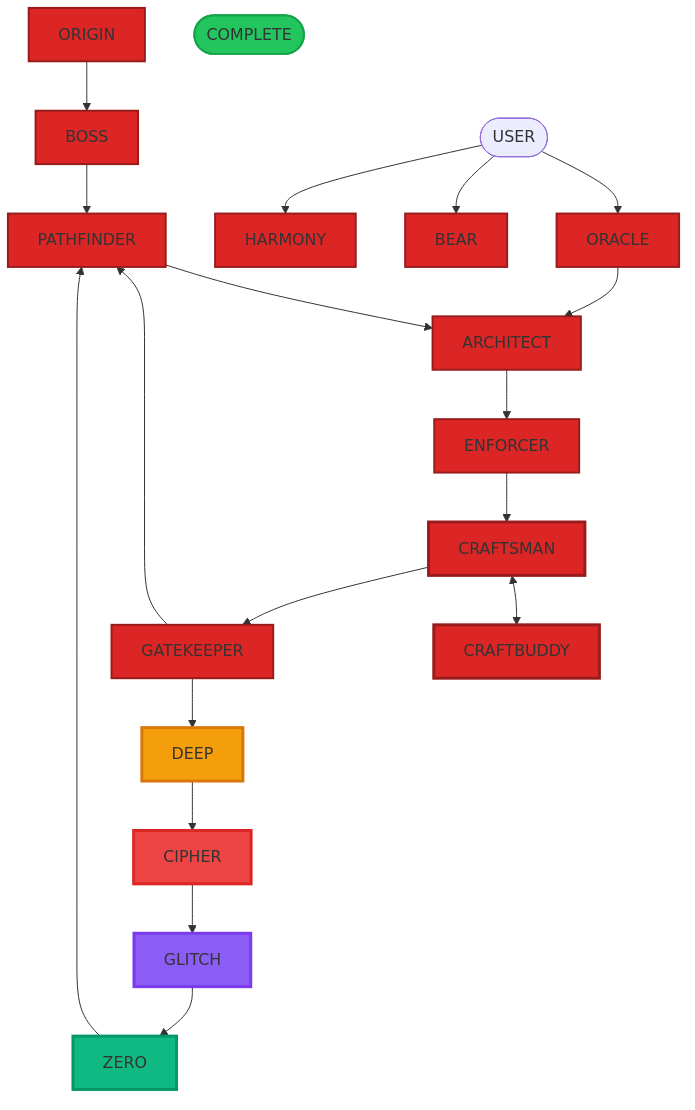 ORIGIN
COMPLETE
BOSS
USER
PATHFINDER
HARMONY
BEAR
ORACLE
ARCHITECT
ENFORCER
CRAFTSMAN
GATEKEEPER
CRAFTBUDDY
DEEP
CIPHER
GLITCH
ZERO